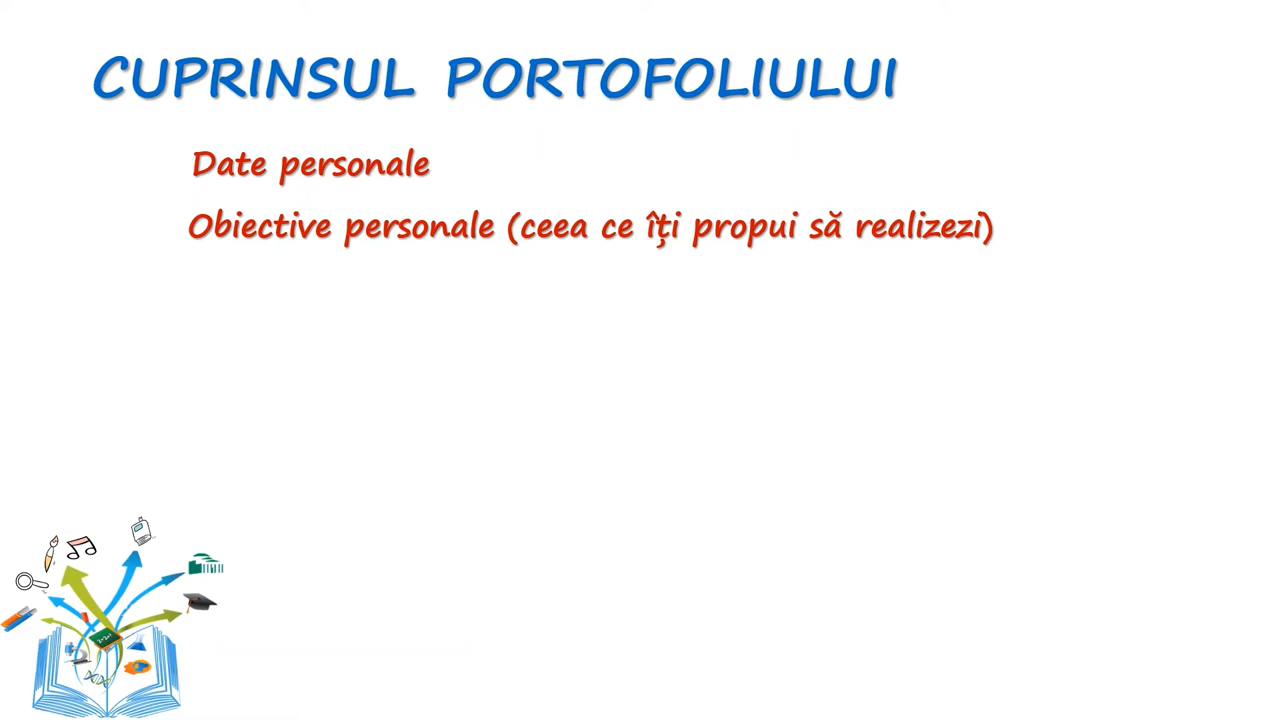 CUPRINSUL PORTOFOLIULUI
Date personale
Obiective personale (ceea ce îți propui să realizezi)